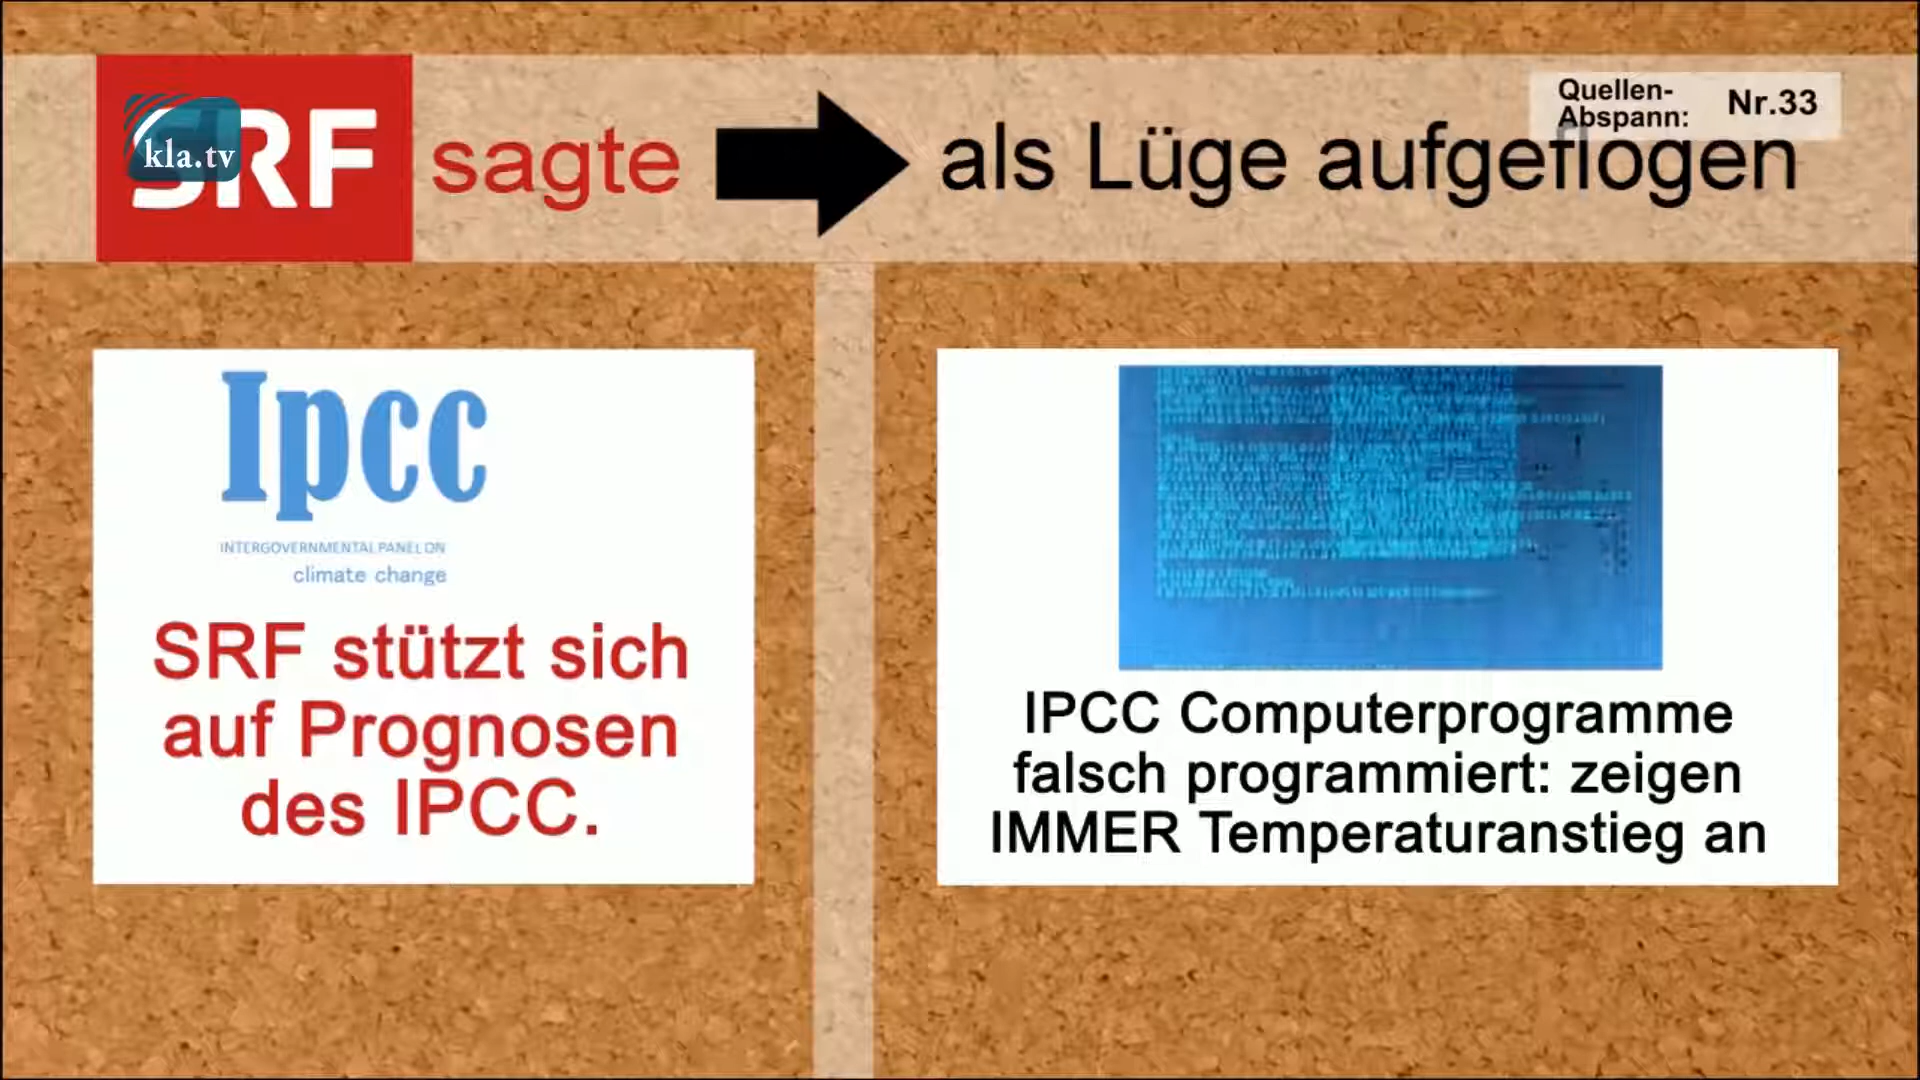 SRF
kla.tv
sagte
als Lüge aufgeflogen
Quellen-
Abspann:
Nr.33
Ipcc
INTERGOVERNMENTAL PANEL ON
climate change
SRF stützt sich
auf Prognosen
des IPCC.
IPCC Computerprogramme
falsch programmiert: zeigen
IMMER Temperaturanstieg an